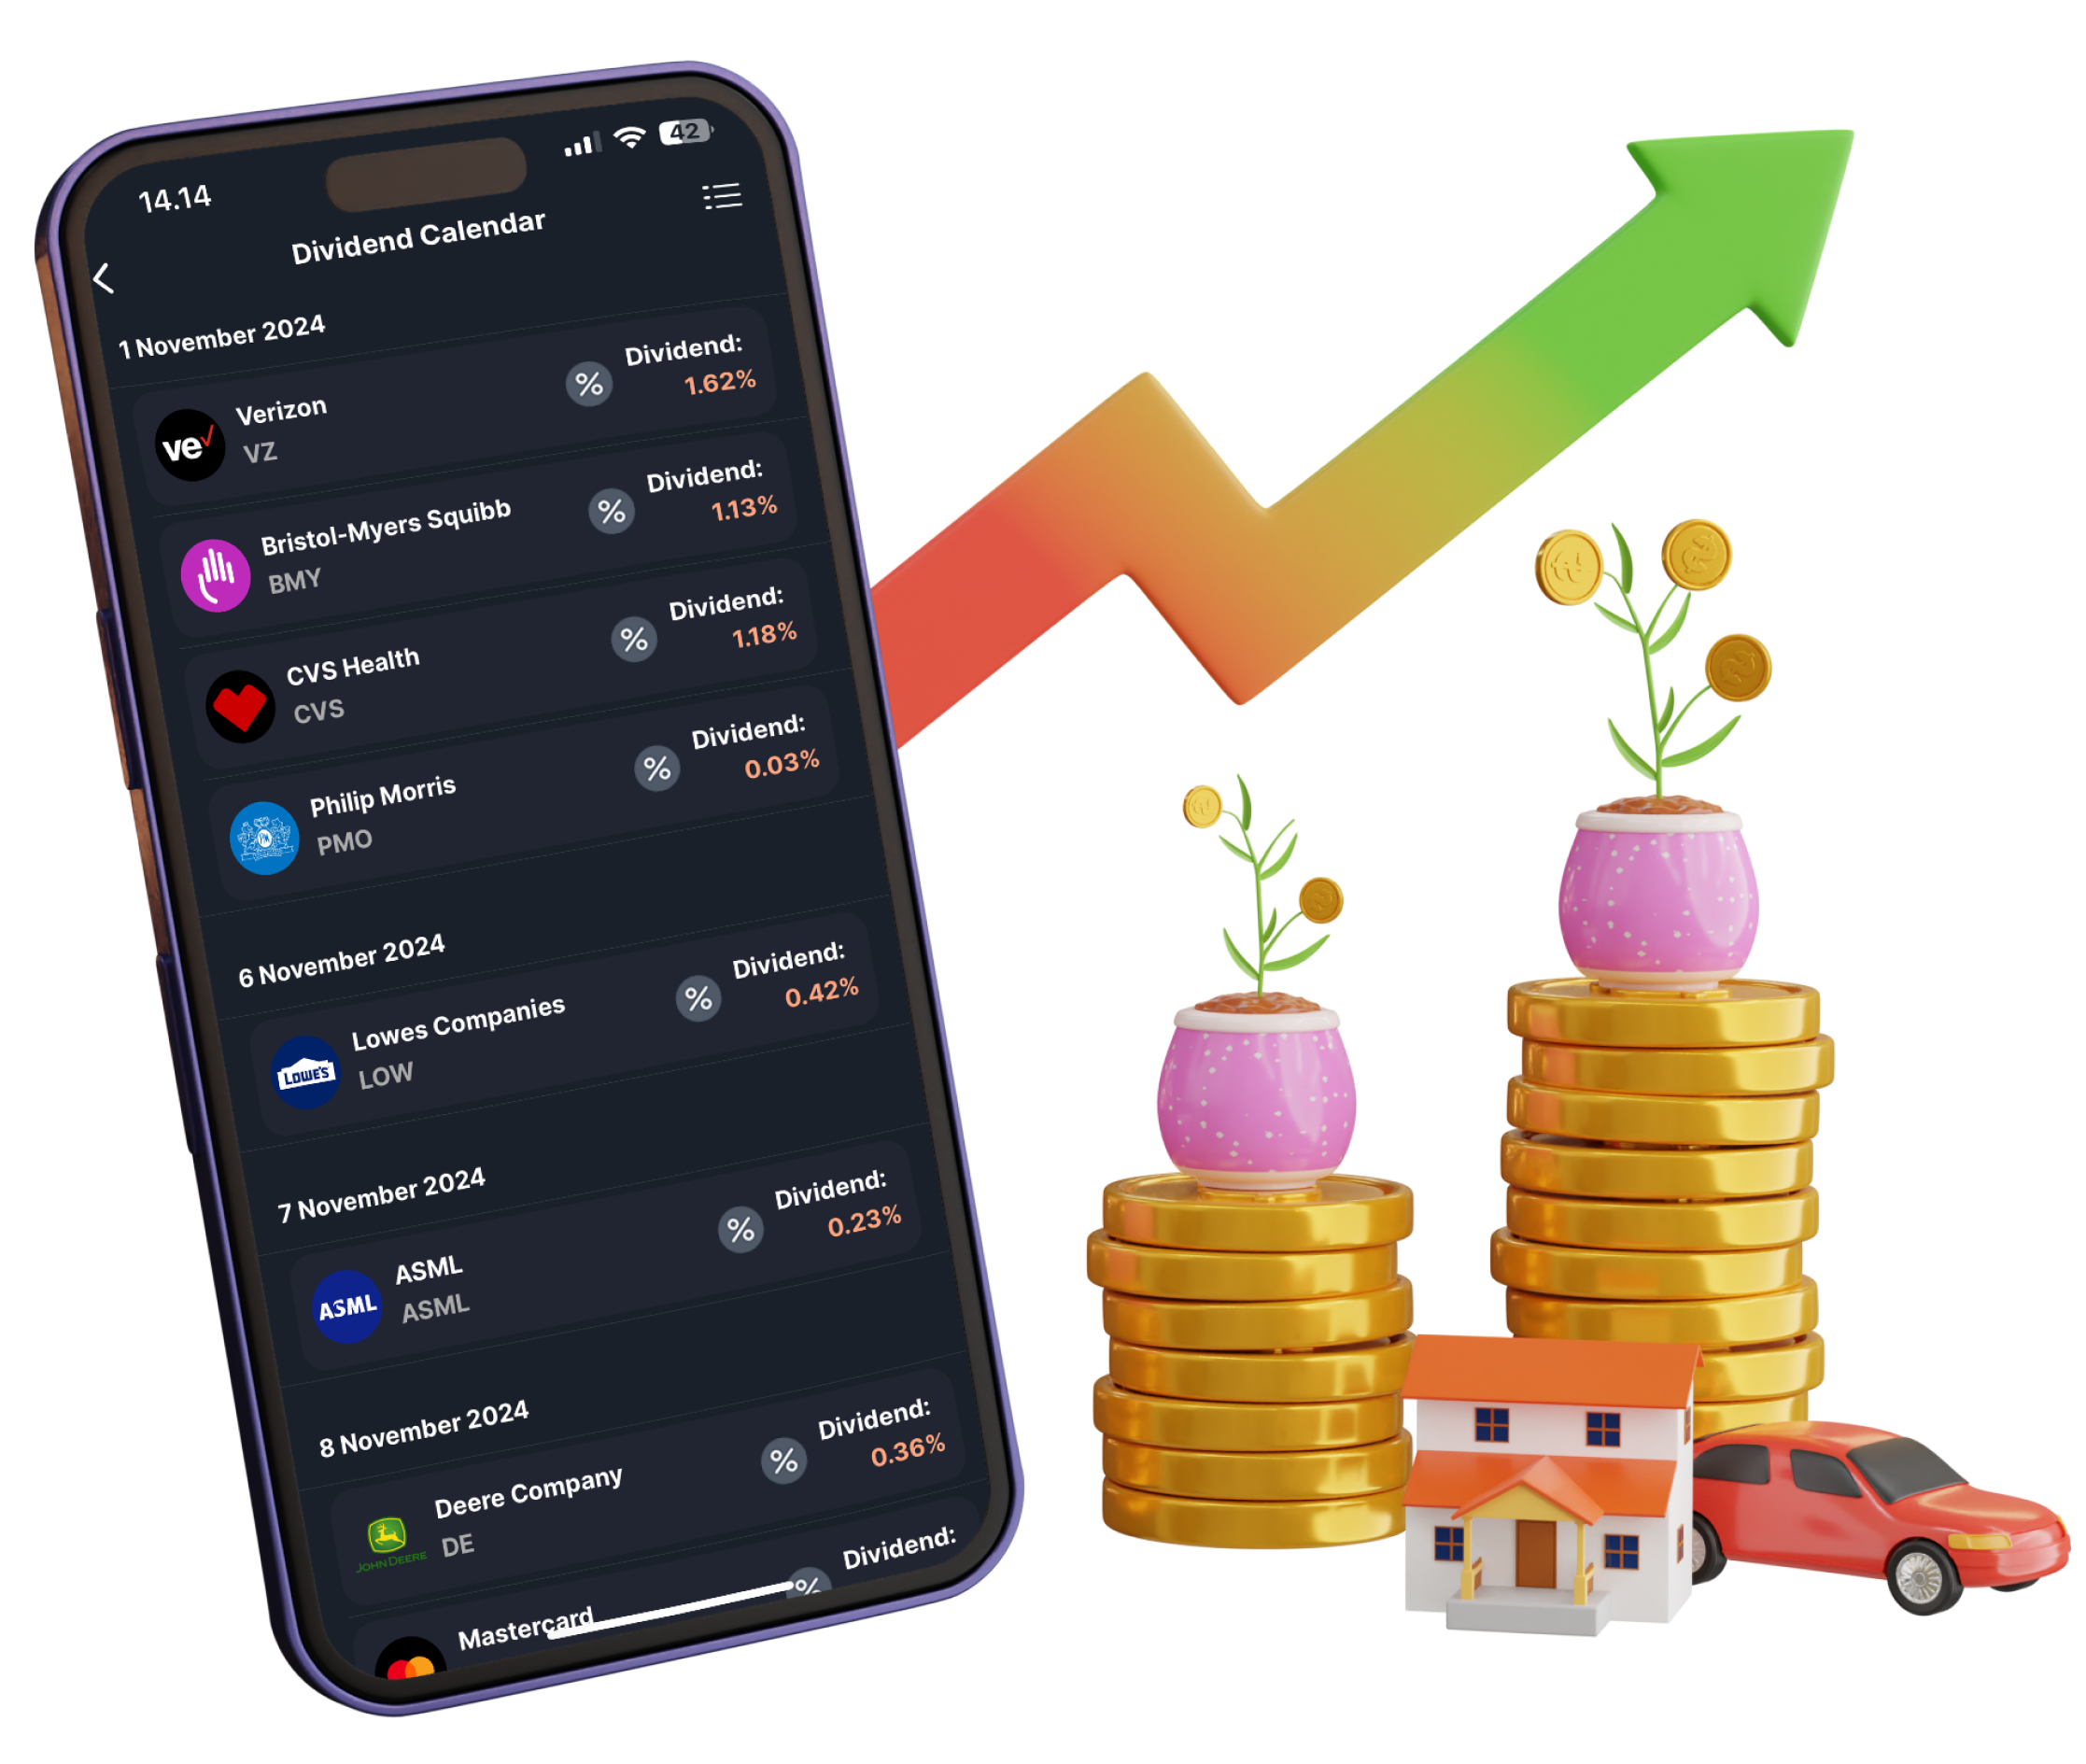 14.14
42
Dividend Calendar
1 November 2024
Verizon
VZ
Dividend:
1.62%
ve
Bristol-Myers Squibb
BMY
Dividend:
1.13%
CVS Health
CVS
Dividend:
1.18%
Philip Morris
PMO
Dividend:
0.03%
6 November 2024
Lowes Companies
LOW
Dividend:
0.42%
LOWE'S
7 November 2024
ASML
ASML
Dividend:
0.23%
ASML
8 November 2024
Deere Company
DE
Dividend:
0.36%
JOHN DEERE
Mastercard
Dividend: